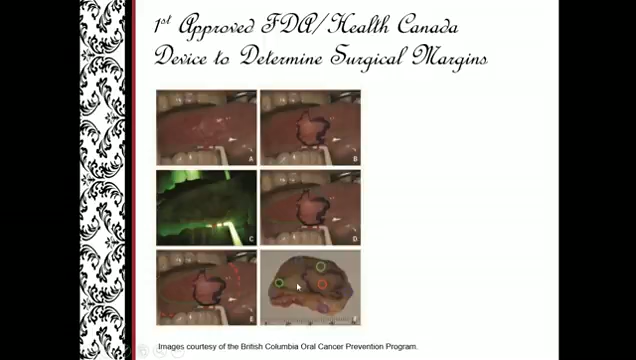 1st Approved FDA/Health Canada
Device to Determine Surgical Margins
A
B
C
D
E
F
Images courtesy of the British Columbia Oral Cancer Prevention Program.